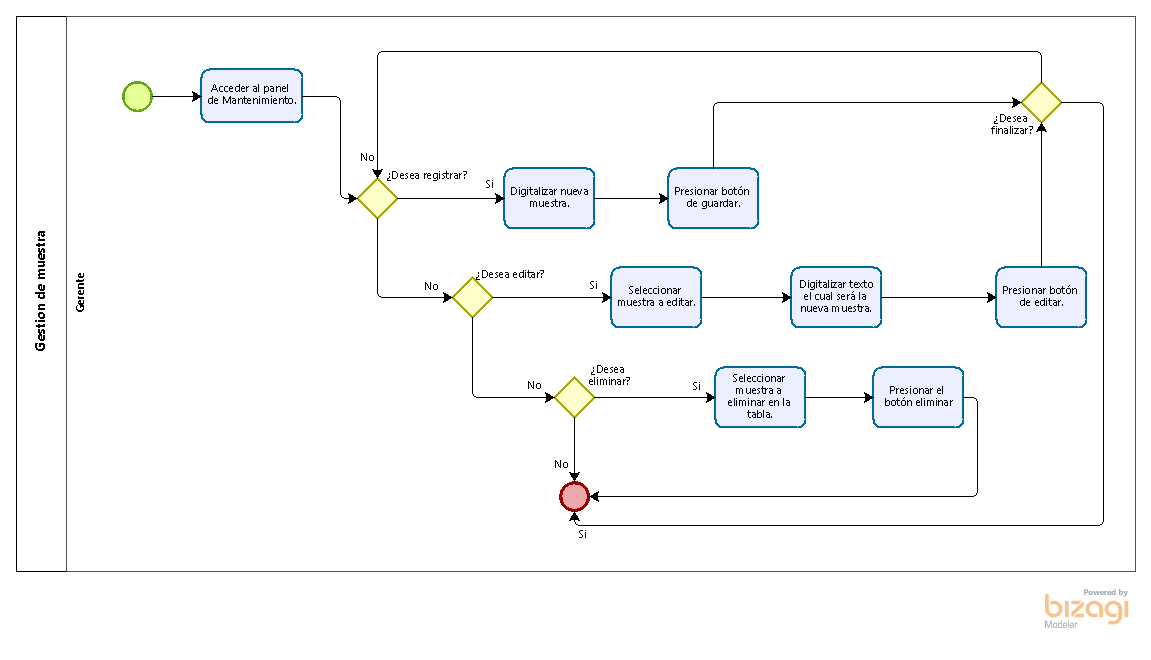 Gestion de muestra
Gerente
Acceder al panel
de Mantenimiento.
¿Desea
finalizar?
No
¿Desea registrar?
Si
Digitalizar nueva
muestra.
Presionar botón
de guardar.
No
¿Desea editar?
Si
Seleccionar
muestra a editar.
Digitalizar texto
el cual será la
nueva muestra.
Presionar botón
de editar.
No
¿Desea
eliminar?
Si
Seleccionar
muestra a
eliminar en la
tabla.
Presionar el
botón eliminar
No
Si
Powered by
bizagi
Modeler